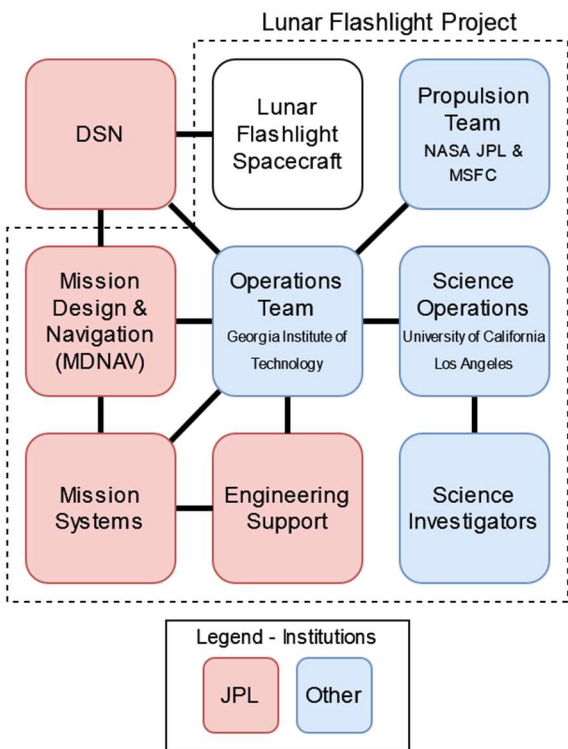 Lunar Flashlight Project
DSN
Lunar
Flashlight
Spacecraft
Propulsion
Team
NASA JPL &
MSFC
Mission
Design &
Navigation
(MDNAV)
Operations
Team
Georgia Institute of
Technology
Science
Operations
University of California
Los Angeles
Mission
Systems
Engineering
Support
Science
Investigators
Legend - Institutions
JPL
Other